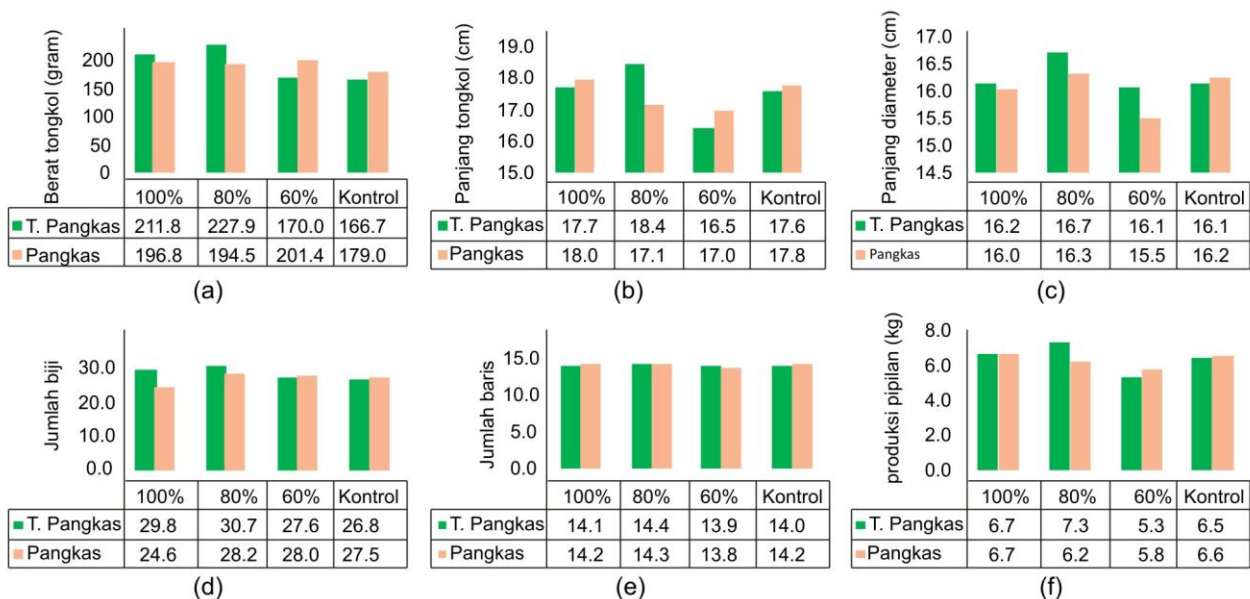 Berat tongkol (gram)
200
150
100
50
0
100% 80% 60% Kontrol
T. Pangkas 211.8 227.9 170.0 166.7
Pangkas 196.8 194.5 201.4 179.0
(a)
Panjang tongkol (cm)
19.0
18.0
17.0
16.0
15.0
100% 80% 60% Kontrol
T. Pangkas 17.7 18.4 16.5 17.6
Pangkas 18.0 17.1 17.0 17.8
(b)
Panjang diameter (cm)
17.0
16.5
16.0
15.5
15.0
14.5
100% 80% 60% Kontrol
T. Pangkas 16.2 16.7 16.1 16.1
Pangkas 16.0 16.3 15.5 16.2
(c)
Jumlah biji
30.0
20.0
10.0
0.0
100% 80% 60% Kontrol
T. Pangkas 29.8 30.7 27.6 26.8
Pangkas 24.6 28.2 28.0 27.5
(d)
Jumlah baris
15.0
10.0
5.0
0.0
100% 80% 60% Kontrol
T. Pangkas 14.1 14.4 13.9 14.0
Pangkas 14.2 14.3 13.8 14.2
(e)
produksi pipilan (kg)
8.0
6.0
4.0
2.0
0.0
100% 80% 60% Kontrol
T. Pangkas 6.7 7.3 5.3 6.5
Pangkas 6.7 6.2 5.8 6.6
(f)